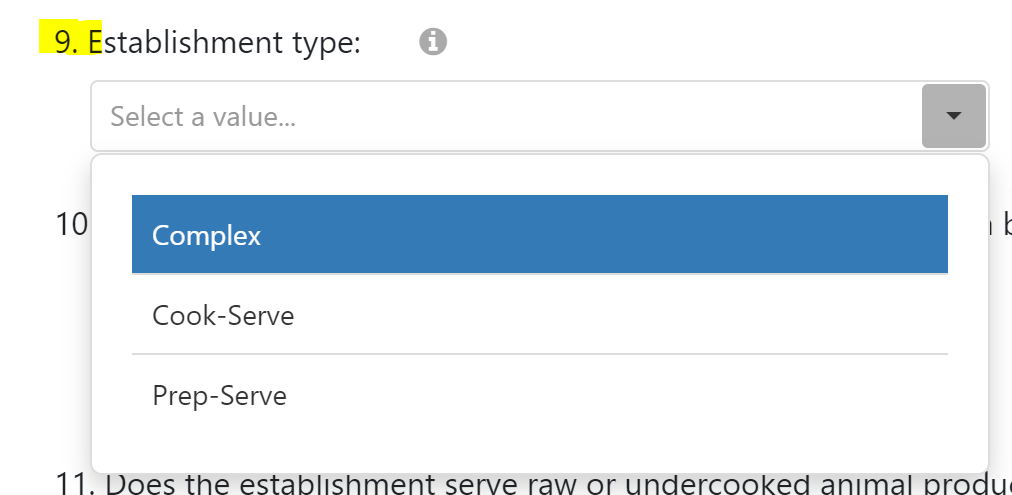 9. Establishment type:
Select a value...
Complex
10
Cook-Serve
Prep-Serve
11. Does the establishment serve raw or undercooked animal